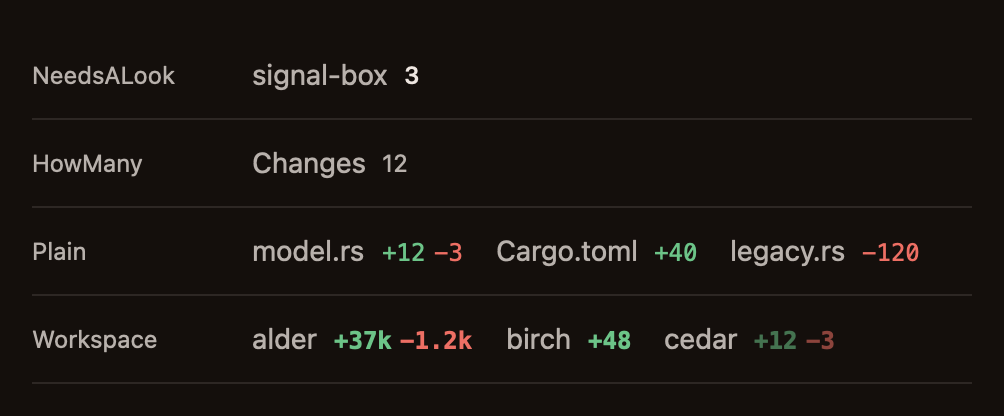 NeedsALook signal-box 3
HowMany Changes 12
Plain model.rs +12 −3 Cargo.toml +40 legacy.rs −120
Workspace alder +37k −1.2k birch +48 cedar +12 −3